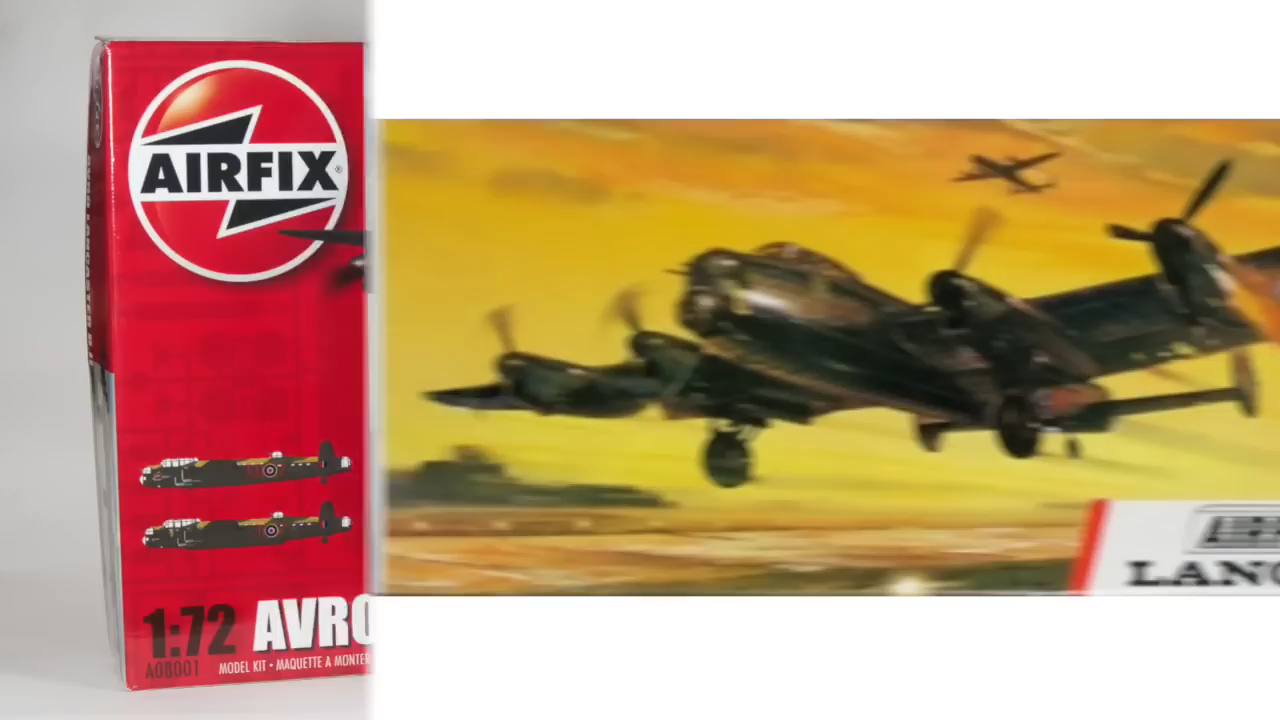 AIRFIX
1:72 AVRO
A08001
MODEL KIT • MAQUETTE A MONTER
LANC